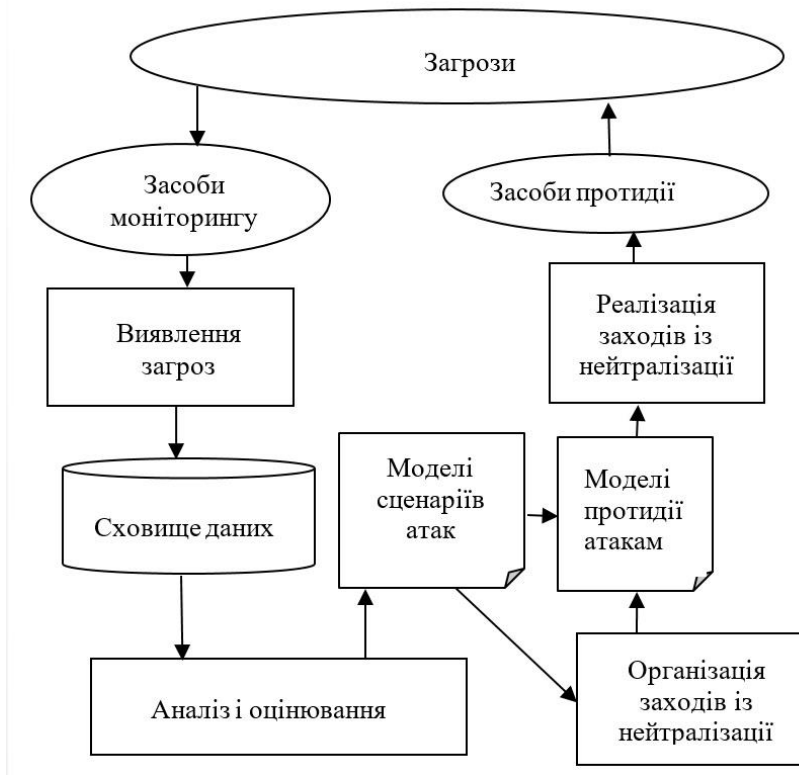 Загрози
Засоби
моніторингу
Засоби протидії
Виявлення
загроз
Реалізація
заходів із
нейтралізації
Сховище даних
Моделі
сценаріїв
атак
Моделі
протидії
атакам
Аналіз і оцінювання
Організація
заходів із
нейтралізації